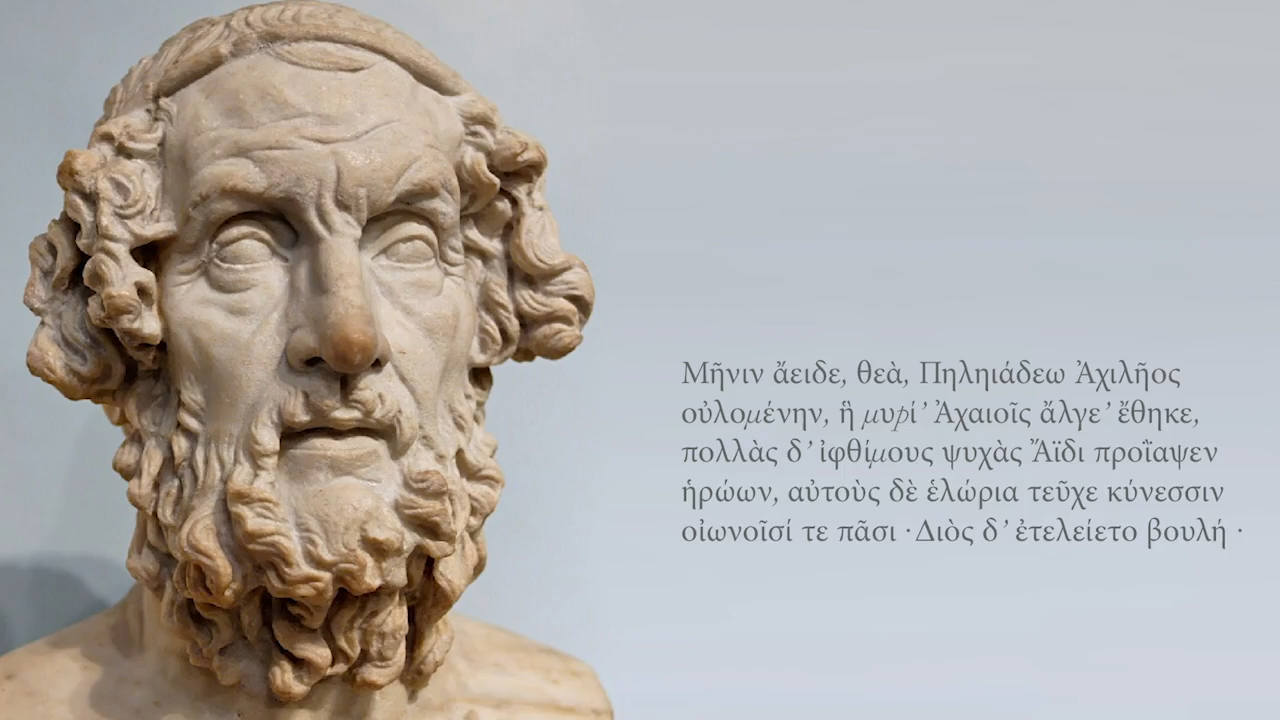 Μῆνιν ἄειδε, θεὰ, Πηληιάδεω Ἀχιλῆος
οὐλομένην, ἣ μυρί’ Ἀχαιοῖς ἄλγε’ ἔθηκε,
πολλὰς δ’ ἰφθίμους ψυχὰς Ἄϊδι προΐαψεν
ἡρώων, αὐτοὺς δὲ ἑλώρια τεῦχε κύνεσσιν
οἰωνοῖσί τε πᾶσι · Διὸς δ’ ἐτελείετο βουλή ·